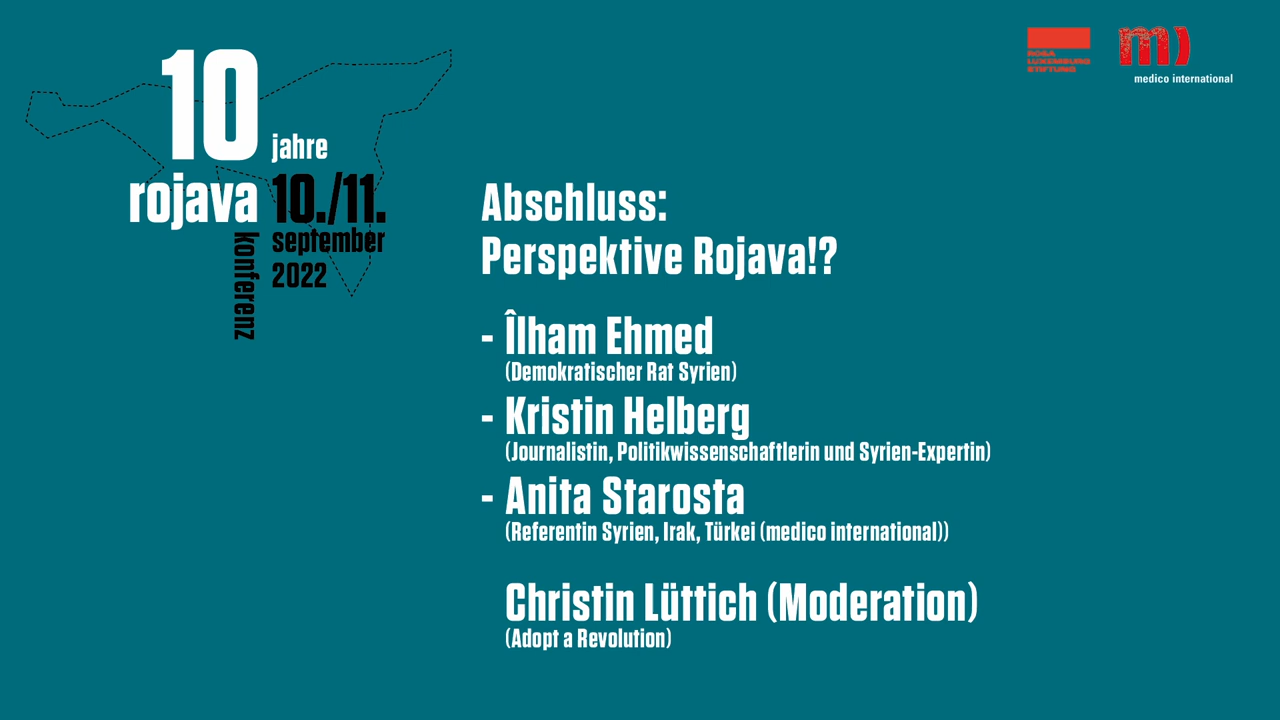 10
jahre
rojava
10./11.
september
2022
konferenz
ROSA
LUXEMBURG
STIFTUNG
m)
medico international
Abschluss:
Perspektive Rojava!?
- Îlham Ehmed
(Demokratischer Rat Syrien)
- Kristin Helberg
(Journalistin, Politikwissenschaftlerin und Syrien-Expertin)
- Anita Starosta
(Referentin Syrien, Irak, Türkei (medico international))
Christin Lüttich (Moderation)
(Adopt a Revolution)